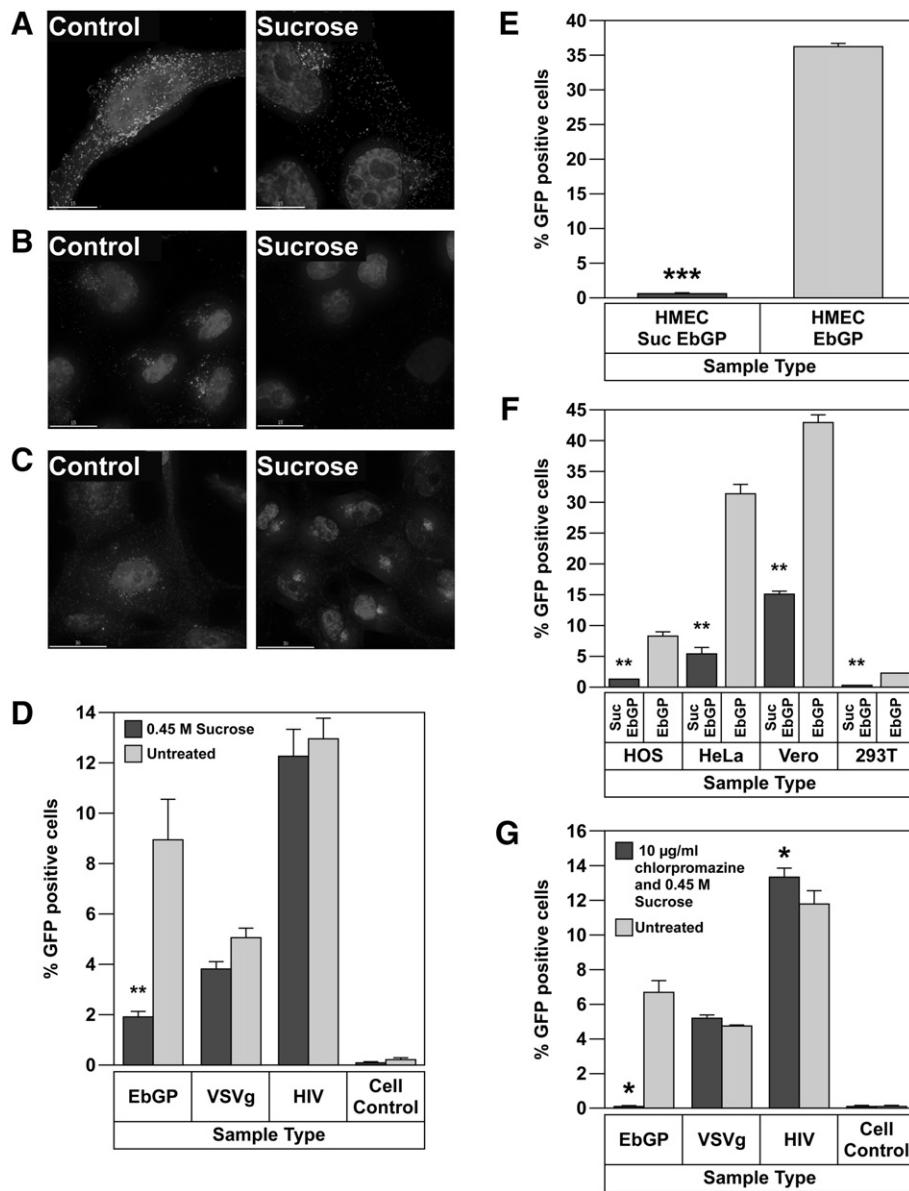 A
Control
Sucrose
B
Control
Sucrose
C
Control
Sucrose
D
% GFP positive cells
14
12
10
8
6
4
2
0
0.45 M Sucrose
Untreated
**
EbGP
VSVg
HIV
Cell
Control
Sample Type
E
% GFP positive cells
40
35
30
25
20
15
10
5
0
***
HMEC
Suc EbGP
HMEC
EbGP
Sample Type
F
% GFP positive cells
45
40
35
30
25
20
15
10
5
0
**
**
**
**
Suc
EbGP
EbGP
Suc
EbGP
EbGP
Suc
EbGP
EbGP
Suc
EbGP
EbGP
HOS
HeLa
Vero
293T
Sample Type
G
% GFP positive cells
16
14
12
10
8
6
4
2
0
10 µg/ml
chlorpromazine
and 0.45 M
Sucrose
Untreated
*
*
EbGP
VSVg
HIV
Cell
Control
Sample Type